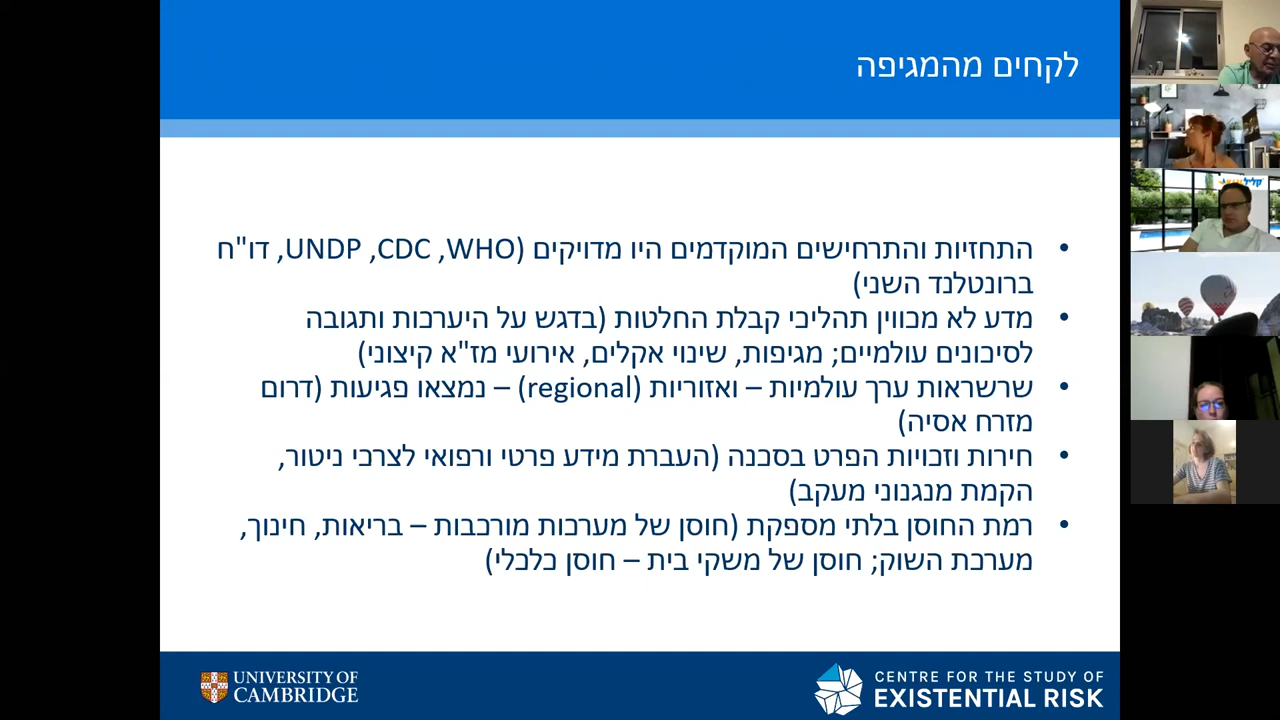 לקחים מהמגיפה
• התחזיות והתרחישים המוקדמים היו מדויקים (WHO, CDC, UNDP, דו"ח
ברונטלנד השני)
• מדע לא מכווין תהליכי קבלת החלטות (בדגש על היערכות ותגובה
לסיכונים עולמיים; מגיפות, שינוי אקלים, אירועי מז"א קיצוני)
• שרשראות ערך עולמיות – ואזוריות (regional) – נמצאו פגיעות (דרום
מזרח אסיה)
• חירות וזכויות הפרט בסכנה (העברת מידע פרטי ורפואי לצרכי ניטור,
הקמת מנגנוני מעקב)
• רמת החוסן בלתי מספקת (חוסן של מערכות מורכבות – בריאות, חינוך,
מערכת השוק; חוסן של משקי בית – חוסן כלכלי)
UNIVERSITY OF
CAMBRIDGE
CENTRE FOR THE STUDY OF
EXISTENTIAL RISK